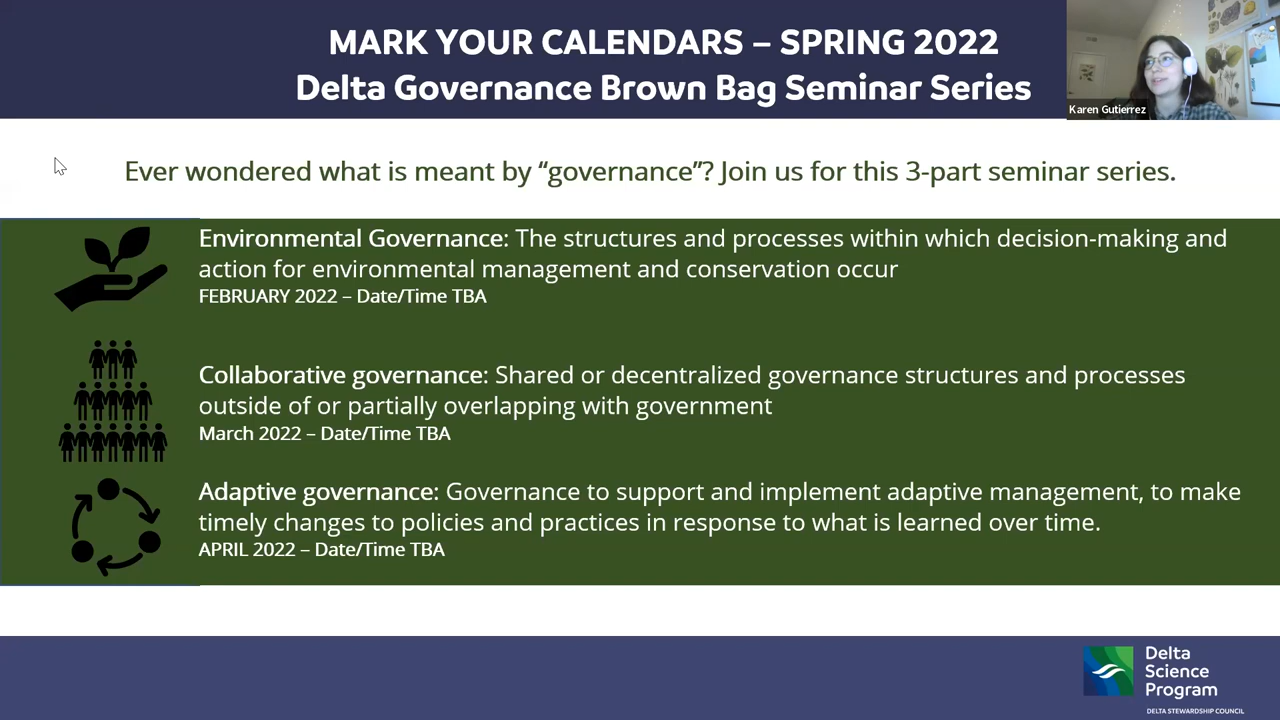 MARK YOUR CALENDARS – SPRING 2022
Delta Governance Brown Bag Seminar Series
Karen Gutierrez
Ever wondered what is meant by “governance”? Join us for this 3-part seminar series.
Environmental Governance: The structures and processes within which decision-making and
action for environmental management and conservation occur
FEBRUARY 2022 – Date/Time TBA
Collaborative governance: Shared or decentralized governance structures and processes
outside of or partially overlapping with government
March 2022 – Date/Time TBA
Adaptive governance: Governance to support and implement adaptive management, to make
timely changes to policies and practices in response to what is learned over time.
APRIL 2022 – Date/Time TBA
Delta
Science
Program
DELTA STEWARDSHIP COUNCIL